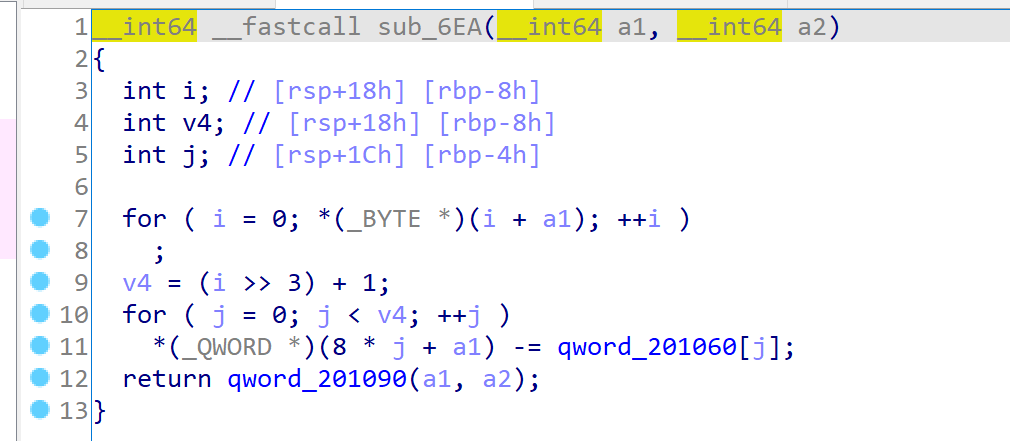 1 __int64 __fastcall sub_6EA(__int64 a1, __int64 a2)
2 {
3   int i; // [rsp+18h] [rbp-8h]
4   int v4; // [rsp+18h] [rbp-8h]
5   int j; // [rsp+1Ch] [rbp-4h]
6
7   for ( i = 0; *(_BYTE *)(i + a1); ++i )
8     ;
9   v4 = (i >> 3) + 1;
10   for ( j = 0; j < v4; ++j )
11     *(_QWORD *)(8 * j + a1) -= qword_201060[j];
12   return qword_201090(a1, a2);
13 }